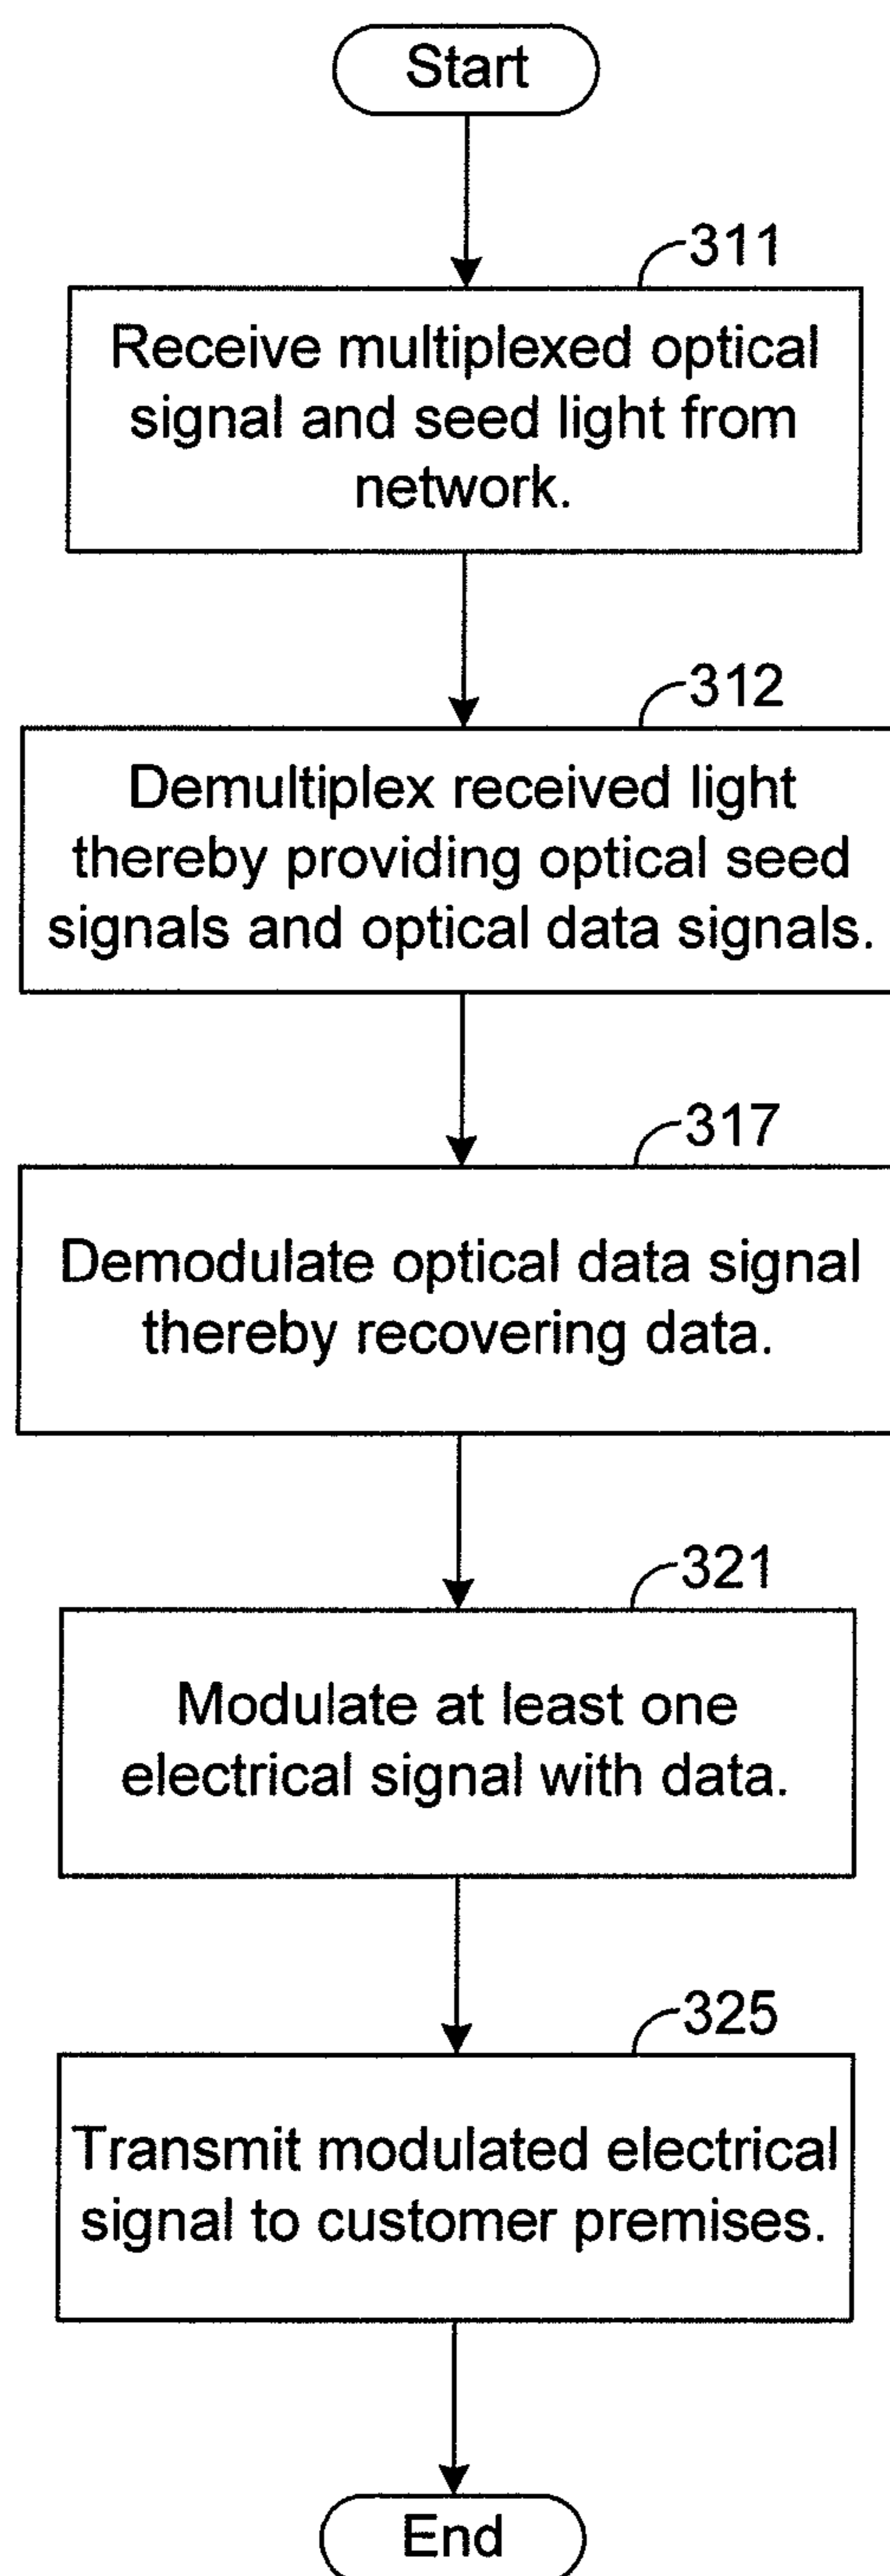 Start
311
Receive multiplexed optical
signal and seed light from
network.
312
Demultiplex received light
thereby providing optical seed
signals and optical data signals.
317
Demodulate optical data signal
thereby recovering data.
321
Modulate at least one
electrical signal with data.
325
Transmit modulated electrical
signal to customer premises.
End